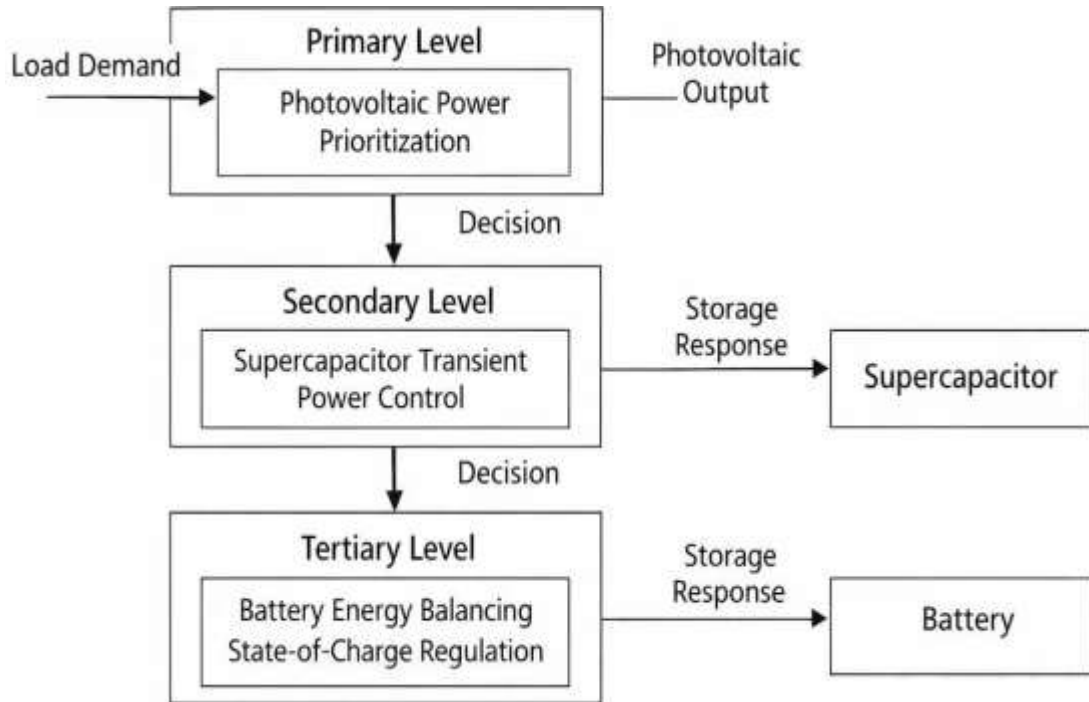 Primary Level
Load Demand
Photovoltaic Power
Prioritization
Photovoltaic
Output
Decision
Secondary Level
Supercapacitor Transient
Power Control
Storage
Response
Supercapacitor
Decision
Tertiary Level
Battery Energy Balancing
State-of-Charge Regulation
Storage
Response
Battery